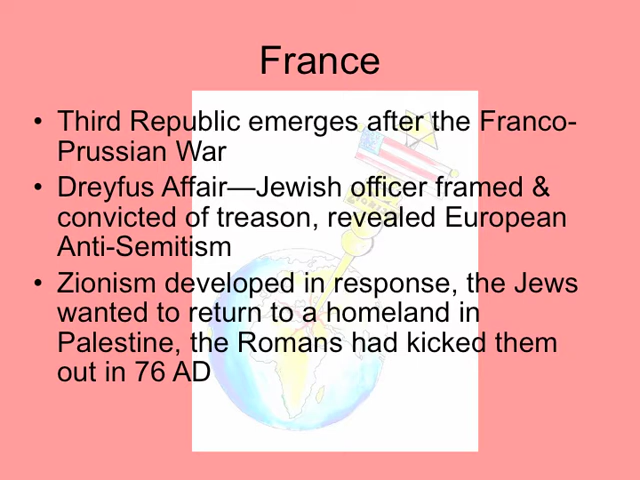 France
• Third Republic emerges after the Franco-
Prussian War
• Dreyfus Affair—Jewish officer framed &
convicted of treason, revealed European
Anti-Semitism
• Zionism developed in response, the Jews
wanted to return to a homeland in
Palestine, the Romans had kicked them
out in 76 AD